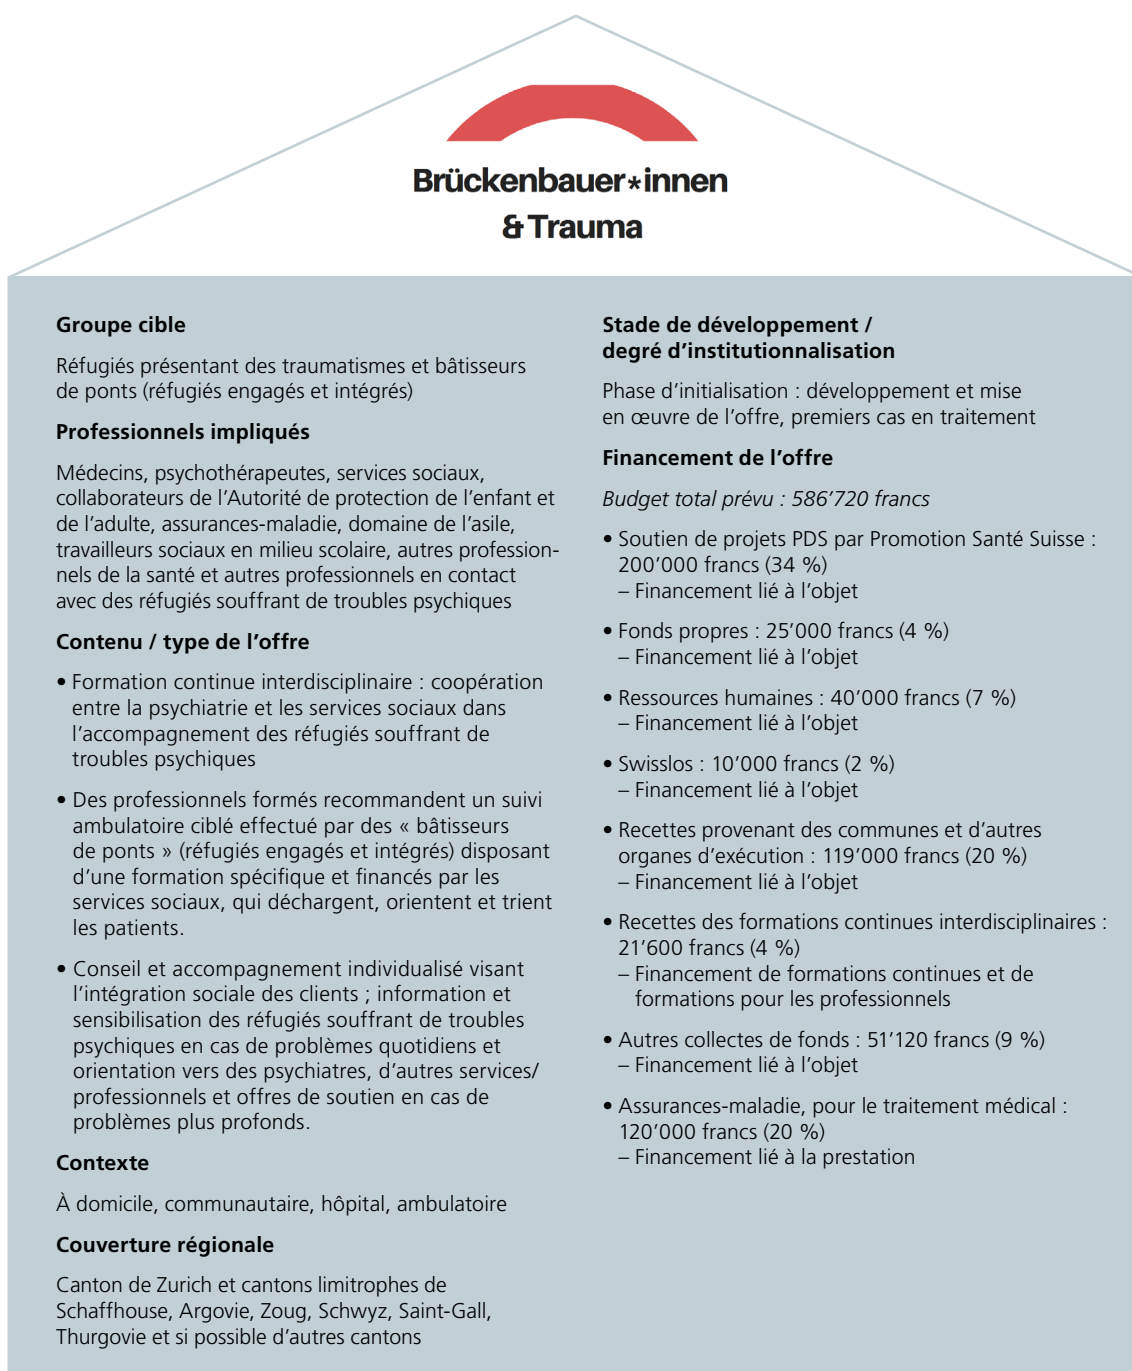 Brückenbauer*innen
& Trauma
Groupe cible
Réfugiés présentant des traumatismes et bâtisseurs
de ponts (réfugiés engagés et intégrés)
Professionnels impliqués
Médecins, psychothérapeutes, services sociaux,
collaborateurs de l’Autorité de protection de l’enfant et
de l’adulte, assurances-maladie, domaine de l’asile,
travailleurs sociaux en milieu scolaire, autres profession-
nels de la santé et autres professionnels en contact
avec des réfugiés souffrant de troubles psychiques
Contenu / type de l’offre
• Formation continue interdisciplinaire : coopération
entre la psychiatrie et les services sociaux dans
l’accompagnement des réfugiés souffrant de
troubles psychiques
• Des professionnels formés recommandent un suivi
ambulatoire ciblé effectué par des « bâtisseurs
de ponts » (réfugiés engagés et intégrés) disposant
d’une formation spécifique et financés par les
services sociaux, qui déchargent, orientent et trient
les patients.
• Conseil et accompagnement individualisé visant
l’intégration sociale des clients ; information et
sensibilisation des réfugiés souffrant de troubles
psychiques en cas de problèmes quotidiens et
orientation vers des psychiatres, d’autres services/
professionnels et offres de soutien en cas de
problèmes plus profonds.
Contexte
À domicile, communautaire, hôpital, ambulatoire
Couverture régionale
Canton de Zurich et cantons limitrophes de
Schaffhouse, Argovie, Zoug, Schwyz, Saint-Gall,
Thurgovie et si possible d’autres cantons
Stade de développement /
degré d’institutionnalisation
Phase d’initialisation : développement et mise
en œuvre de l’offre, premiers cas en traitement
Financement de l’offre
Budget total prévu : 586’720 francs
• Soutien de projets PDS par Promotion Santé Suisse :
200’000 francs (34 %)
– Financement lié à l’objet
• Fonds propres : 25’000 francs (4 %)
– Financement lié à l’objet
• Ressources humaines : 40’000 francs (7 %)
– Financement lié à l’objet
• Swisslos : 10’000 francs (2 %)
– Financement lié à l’objet
• Recettes provenant des communes et d’autres
organes d’exécution : 119’000 francs (20 %)
– Financement lié à l’objet
• Recettes des formations continues interdisciplinaires :
21’600 francs (4 %)
– Financement de formations continues et de
formations pour les professionnels
• Autres collectes de fonds : 51’120 francs (9 %)
– Financement lié à l’objet
• Assurances-maladie, pour le traitement médical :
120’000 francs (20 %)
– Financement lié à la prestation